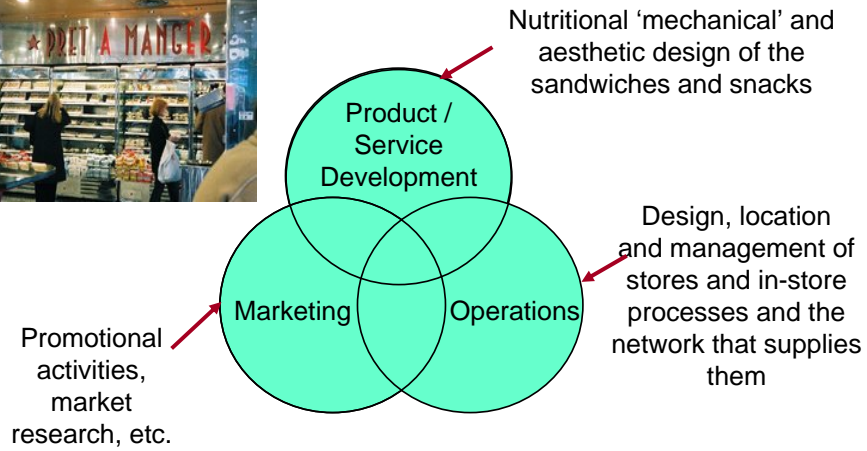 ★ PRET A MANGER
Nutritional ‘mechanical’ and
aesthetic design of the
sandwiches and snacks
Product /
Service
Development
Design, location
and management of
stores and in-store
processes and the
network that supplies
them
Marketing
Operations
Promotional
activities,
market
research, etc.